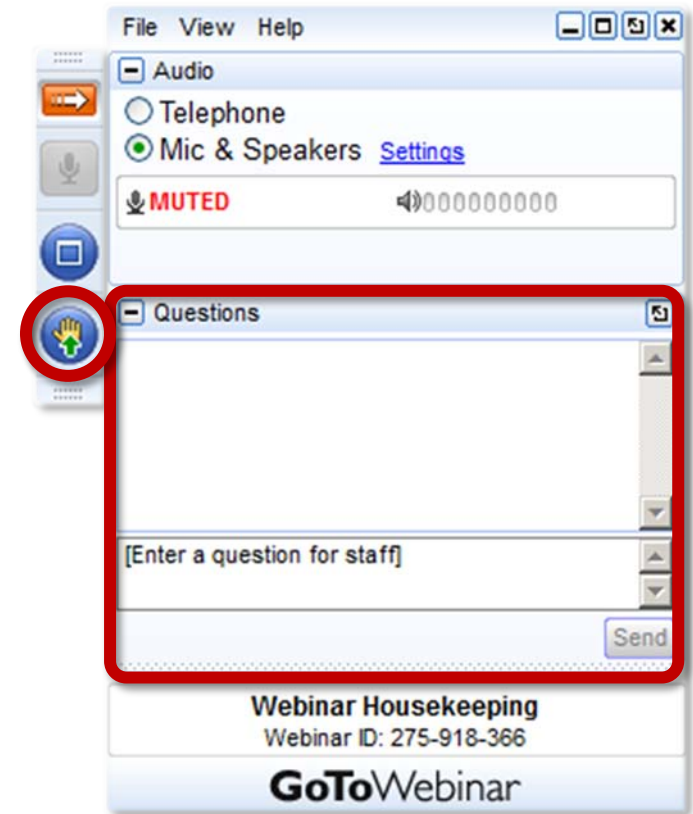 File View Help
Audio
Telephone
Mic & Speakers Settings
MUTED 000000000
Questions
[Enter a question for staff]
Send
Webinar Housekeeping
Webinar ID: 275-918-366
GoToWebinar